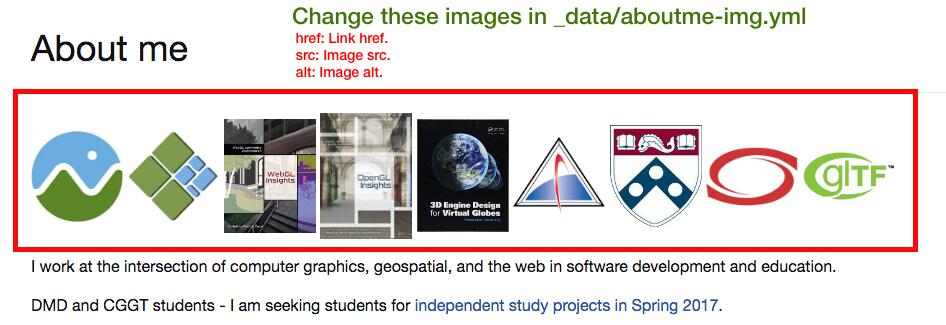 Change these images in _data/aboutme-img.yml
href: Link href.
src: Image src.
alt: Image alt.
About me
WebGL
Insights
OpenGL
Insights
3D Engine Design
for Virtual Globes
glTF™
I work at the intersection of computer graphics, geospatial, and the web in software development and education.
DMD and CGGT students - I am seeking students for independent study projects in Spring 2017.